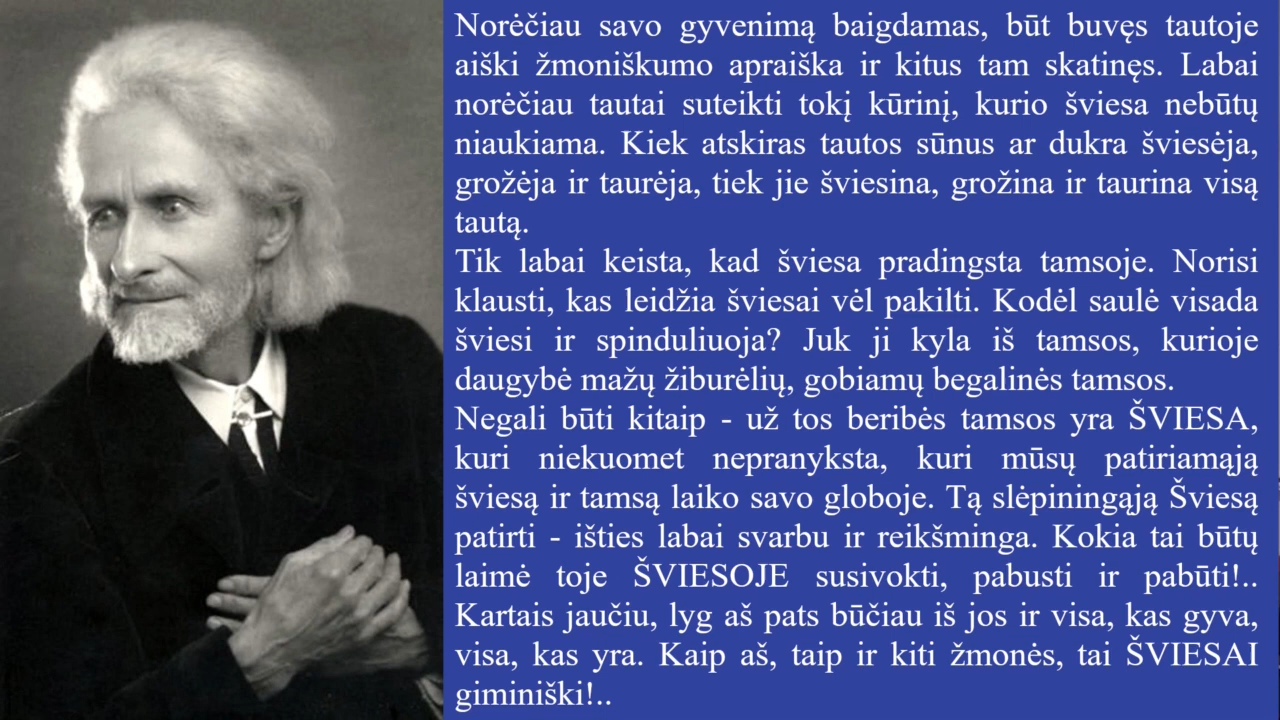 Norėčiau savo gyvenimą baigdamas, būt buvęs tautoje
aiški žmoniškumo apraiška ir kitus tam skatinęs. Labai
norėčiau tautai suteikti tokį kūrinį, kurio šviesa nebūtų
niaukiama. Kiek atskiras tautos sūnus ar dukra šviesėja,
grožėja ir taurėja, tiek jie šviesina, grožina ir taurina visą
tautą.
Tik labai keista, kad šviesa pradingsta tamsoje. Norisi
klausti, kas leidžia šviesai vėl pakilti. Kodėl saulė visada
šviesi ir spinduliuoja? Juk ji kyla iš tamsos, kurioje
daugybė mažų žiburėlių, gobiamų begalinės tamsos.
Negali būti kitaip - už tos beribės tamsos yra ŠVIESA,
kuri niekuomet nepranyksta, kuri mūsų patiriamąją
šviesą ir tamsą laiko savo globoje. Tą slėpiningąją Šviesą
patirti - išties labai svarbu ir reikšminga. Kokia tai būtų
laimė toje ŠVIESOJE susivokti, pabusti ir pabūti!..
Kartais jaučiu, lyg aš pats būčiau iš jos ir visa, kas gyva,
visa, kas yra. Kaip aš, taip ir kiti žmonės, tai ŠVIESAI
giminiški!..